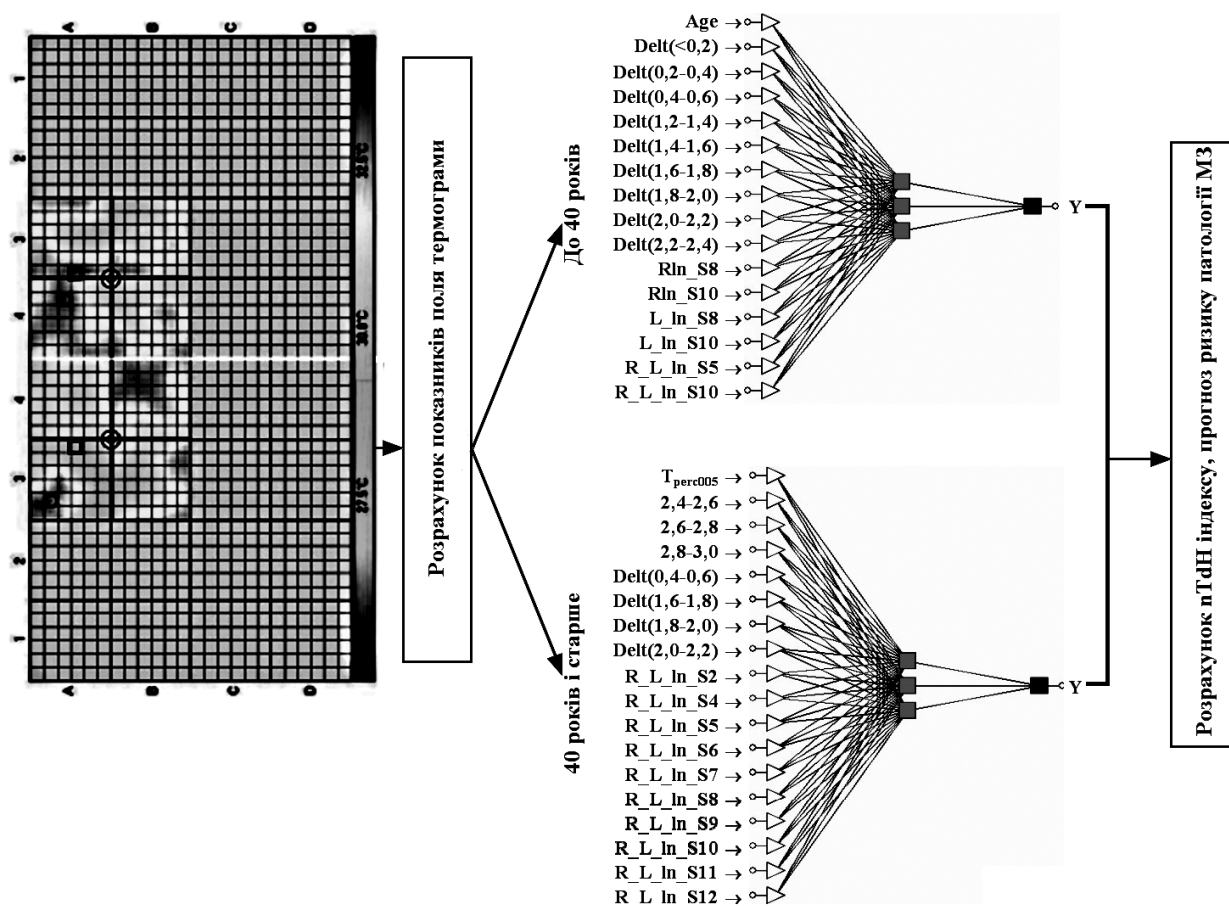 A B C D
1
2
3
4
4
3
2
1
A B C D
32.5°C
30.0°C
27.5°C
Розрахунок показників поля термограми
До 40 років
40 років і старше
Age
Delt(<0,2)
Delt(0,2-0,4)
Delt(0,4-0,6)
Delt(1,2-1,4)
Delt(1,4-1,6)
Delt(1,6-1,8)
Delt(1,8-2,0)
Delt(2,0-2,2)
Delt(2,2-2,4)
Rln_S8
Rln_S10
L_ln_S8
L_ln_S10
R_L_ln_S5
R_L_ln_S10
Y
Tperc005
2,4-2,6
2,6-2,8
2,8-3,0
Delt(0,4-0,6)
Delt(1,6-1,8)
Delt(1,8-2,0)
Delt(2,0-2,2)
R_L_ln_S2
R_L_ln_S4
R_L_ln_S5
R_L_ln_S6
R_L_ln_S7
R_L_ln_S8
R_L_ln_S9
R_L_ln_S10
R_L_ln_S11
R_L_ln_S12
Y
Розрахунок nTdH індексу, прогноз ризику патології МЗ